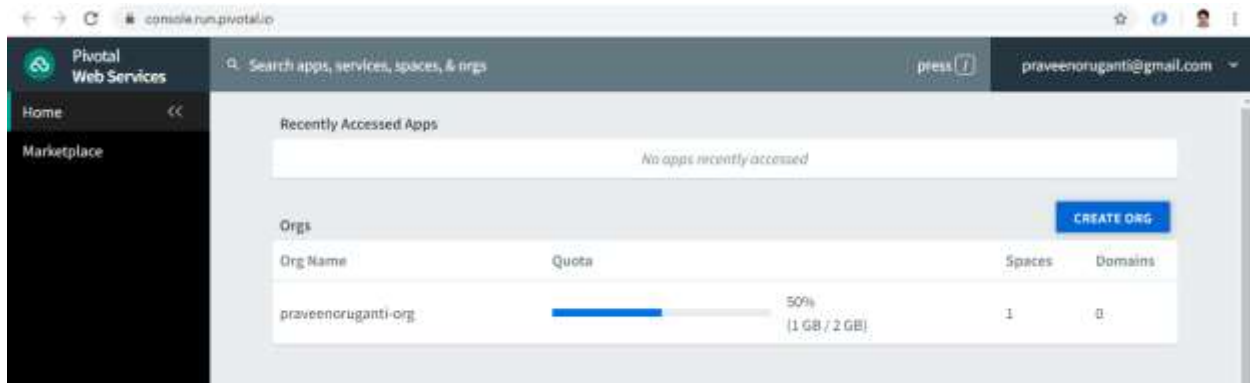 console.run.pivotal.io
Pivotal
Web Services
Search apps, services, spaces, & orgs
press /
praveenoruganti@gmail.com
Home <<
Marketplace
Recently Accessed Apps
No apps recently accessed
Orgs
CREATE ORG
Org Name Quota Spaces Domains
50%
praveenoruganti-org 1 0
(1 GB / 2 GB)